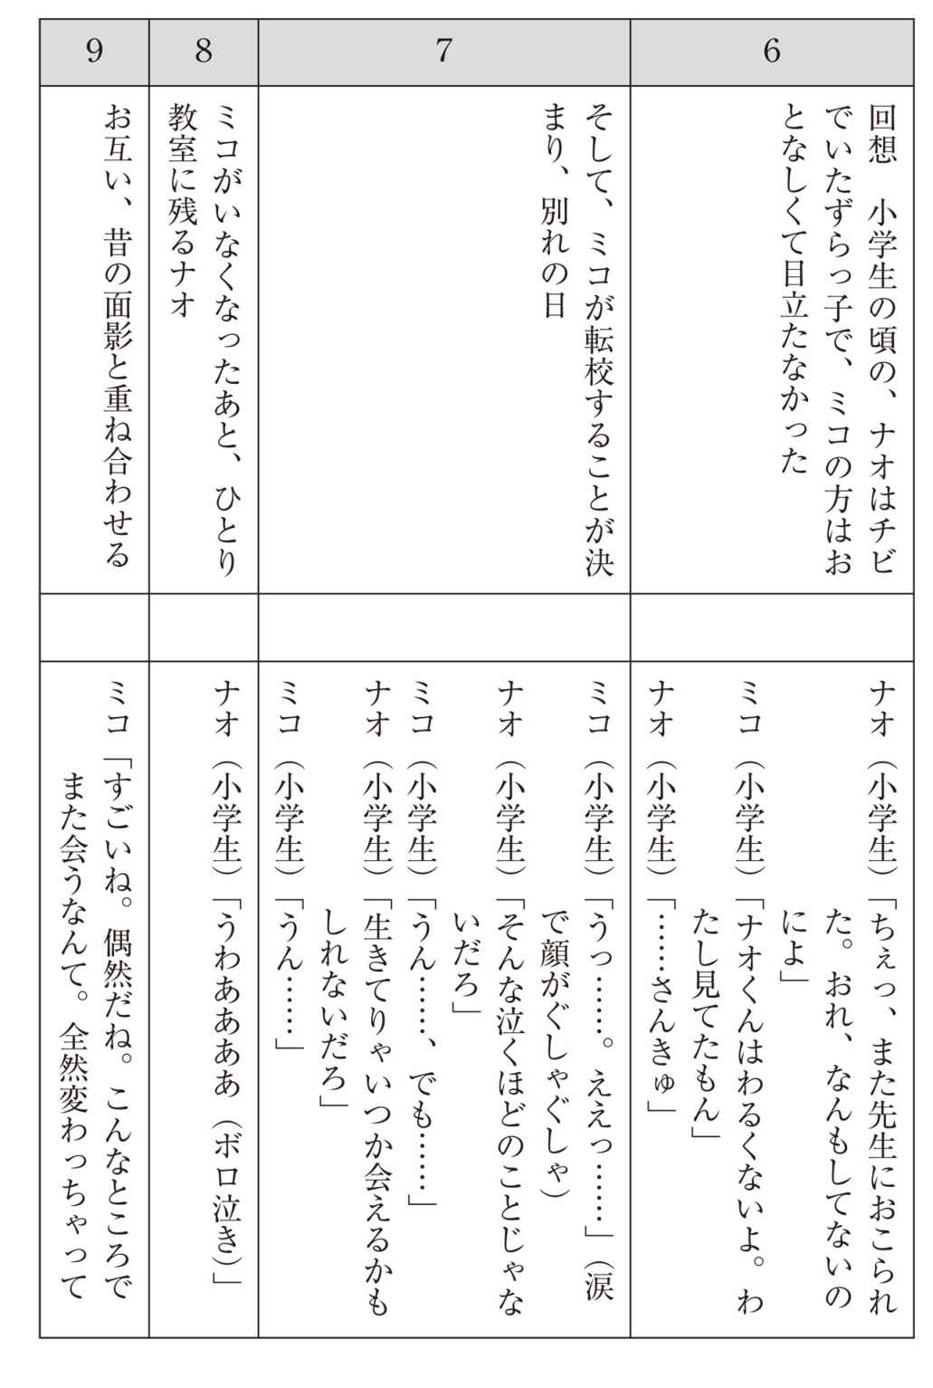 6
回想　小学生の頃の、ナオはチビ
でいたずらっ子で、ミコの方はお
となしくて目立たなかった
ナオ（小学生）「ちぇっ、また先生におこられ
た。おれ、なんもしてないの
によ」
ミコ（小学生）「ナオくんはわるくないよ。わ
たし見てたもん」
ナオ（小学生）「……さんきゅ」
7
そして、ミコが転校することが決
まり、別れの日
ミコ（小学生）「うっ……。ええっ……」（涙
で顔がぐしゃぐしゃ）
ナオ（小学生）「そんな泣くほどのことじゃな
いだろ」
ミコ（小学生）「うん……、でも……」
ナオ（小学生）「生きてりゃいつか会えるかも
しれないだろ」
ミコ（小学生）「うん……」
8
ミコがいなくなったあと、ひとり
教室に残るナオ
ナオ（小学生）「うわああああ（ボロ泣き）」
9
お互い、昔の面影と重ね合わせる
ミコ「すごいね。偶然だね。こんなところで
また会うなんて。全然変わっちゃって